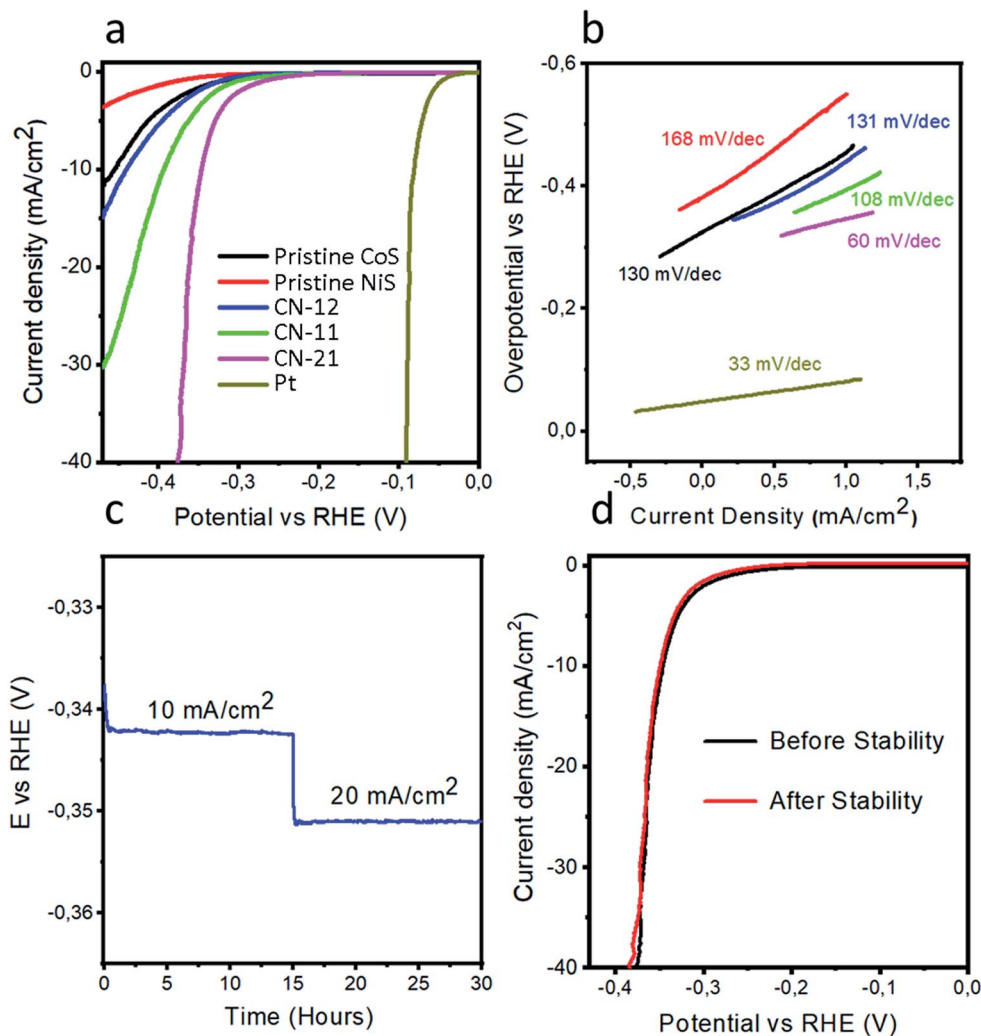 a
0
-10
-20
-30
-40
Current density (mA/cm²)
Pristine CoS
Pristine NiS
CN-12
CN-11
CN-21
Pt
-0,4
-0,3
-0,2
-0,1
0,0
Potential vs RHE (V)
b
-0,6
-0,4
-0,2
0,0
Overpotential vs RHE (V)
168 mV/dec
131 mV/dec
108 mV/dec
60 mV/dec
130 mV/dec
33 mV/dec
-0,5
0,0
0,5
1,0
1,5
Current Density (mA/cm²)
c
-0,33
-0,34
-0,35
-0,36
E vs RHE (V)
10 mA/cm²
20 mA/cm²
0
5
10
15
20
25
30
Time (Hours)
d
0
-10
-20
-30
-40
Current density (mA/cm²)
Before Stability
After Stability
-0,4
-0,3
-0,2
-0,1
0,0
Potential vs RHE (V)